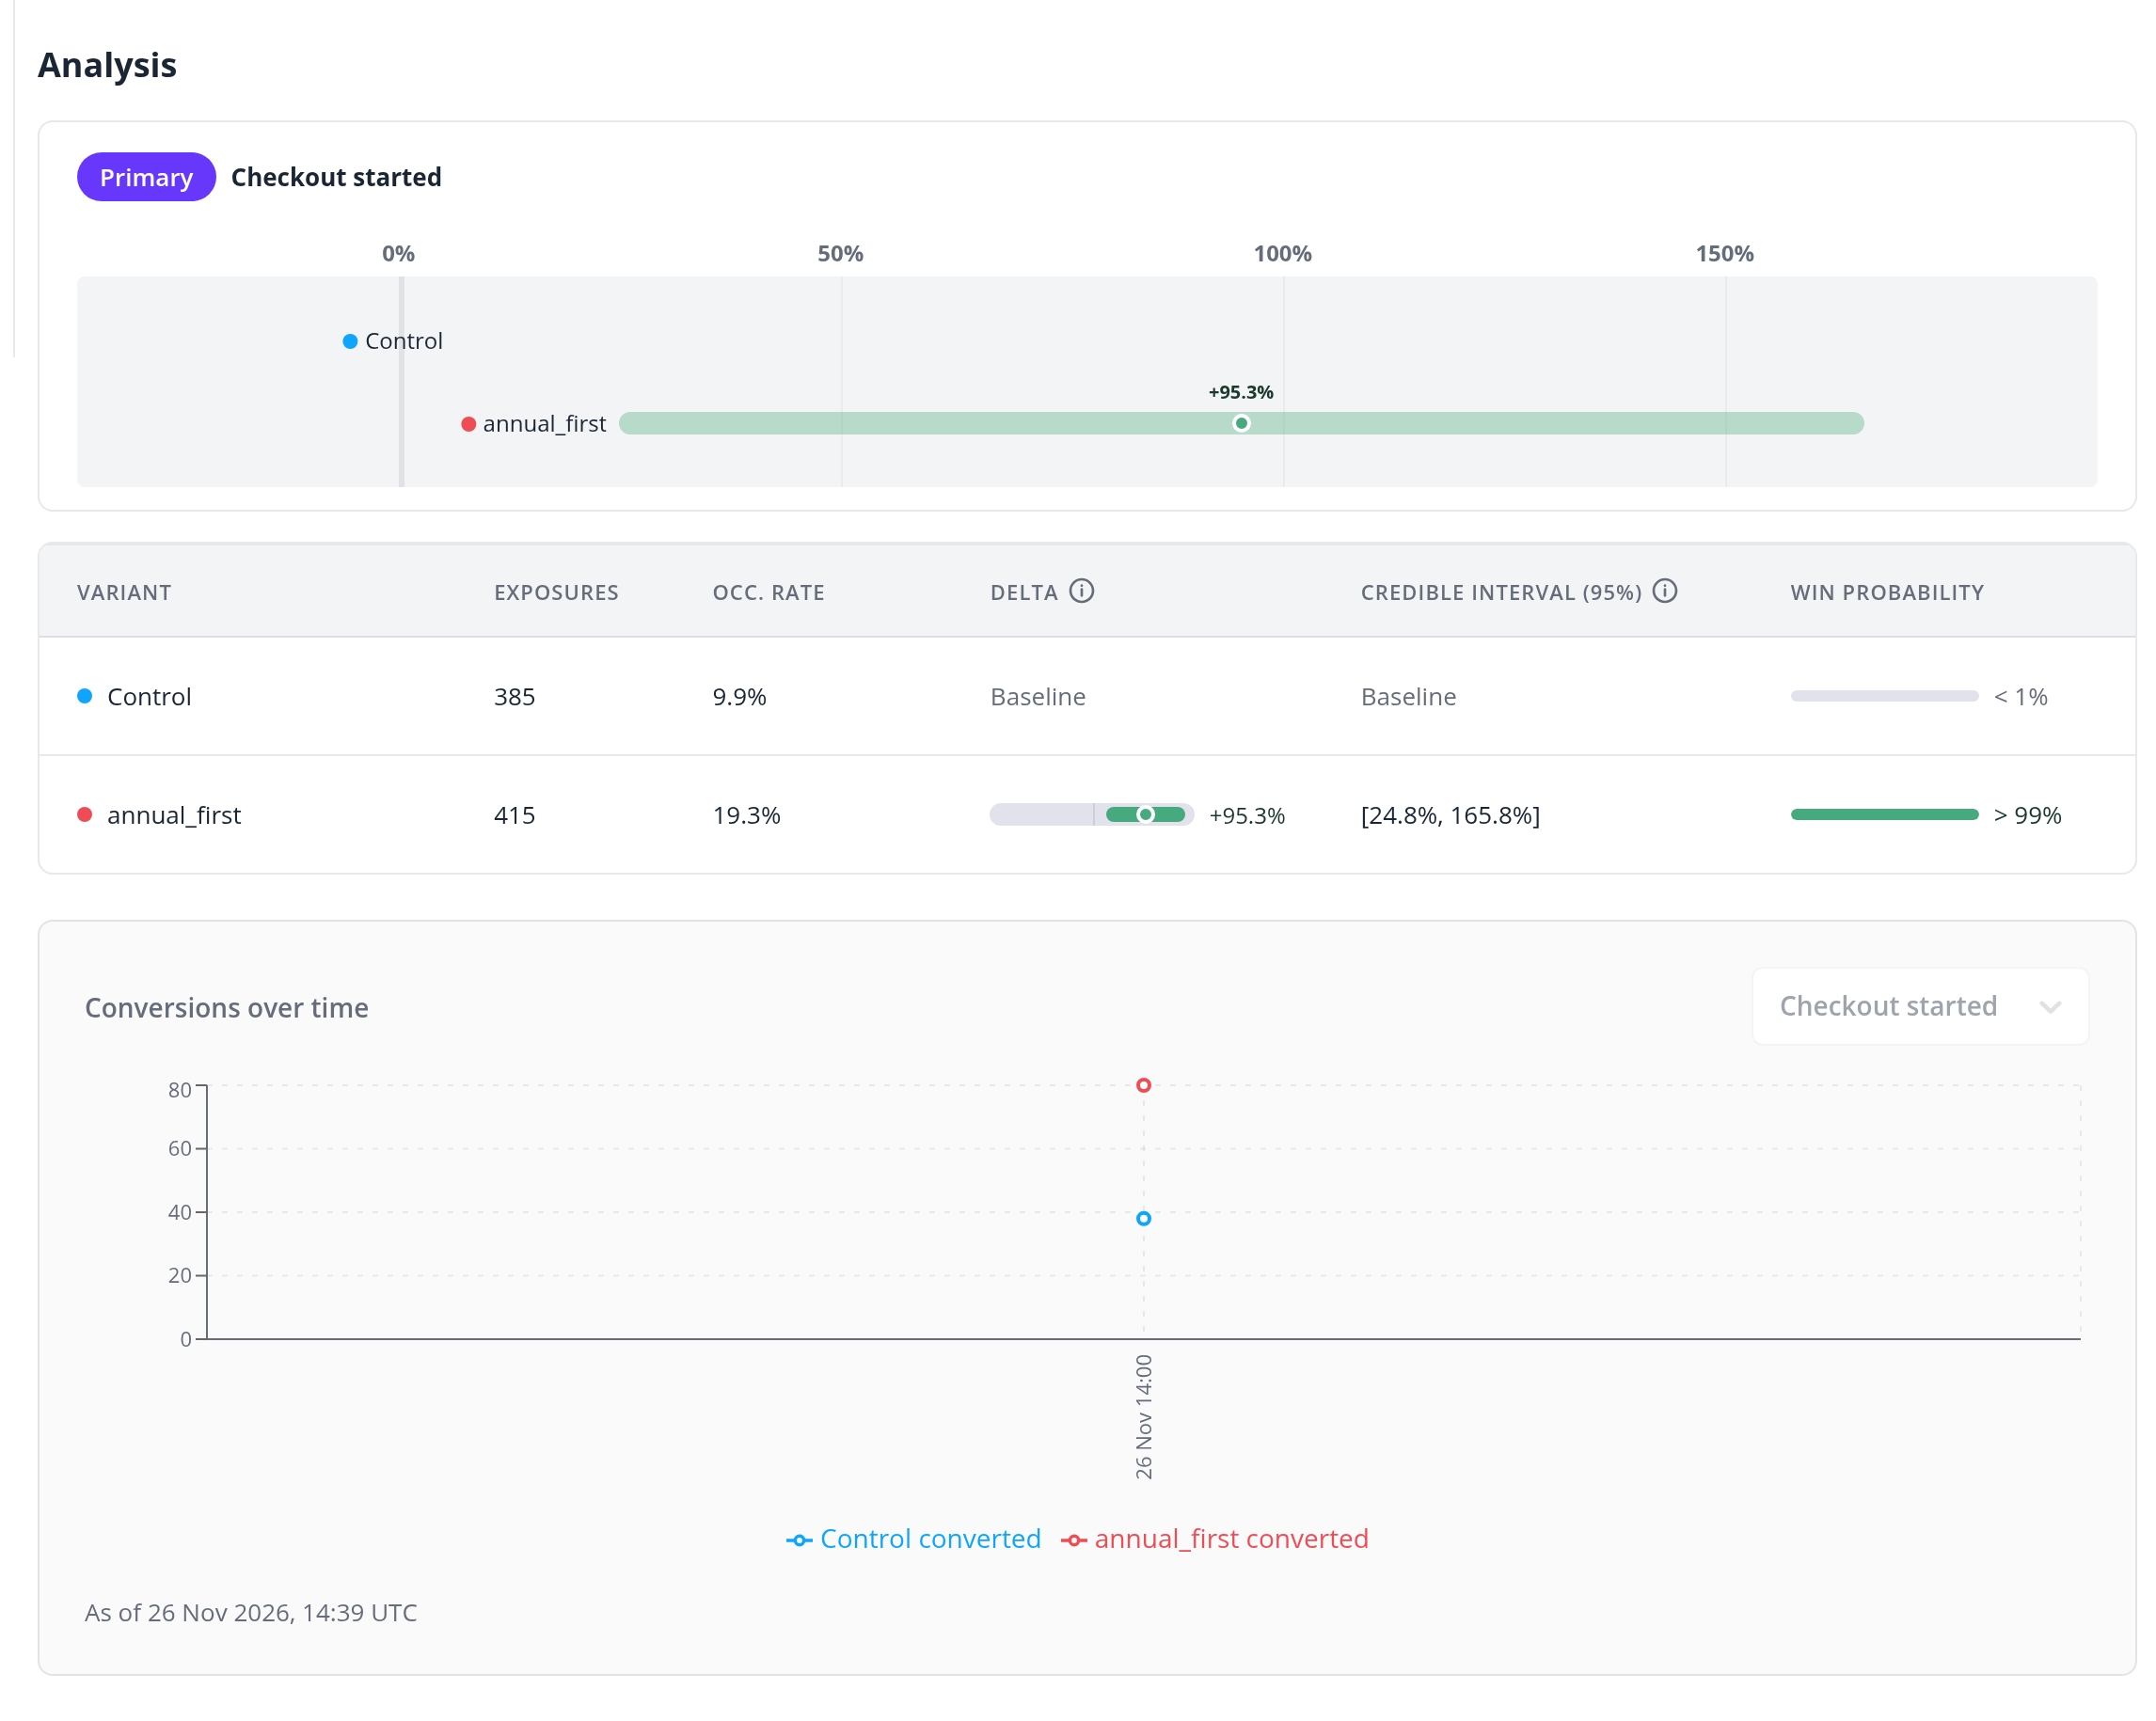 Analysis
Primary Checkout started
0% 50% 100% 150%
Control
+95.3%
annual_first
VARIANT EXPOSURES OCC. RATE DELTA CREDIBLE INTERVAL (95%) WIN PROBABILITY
Control 385 9.9% Baseline Baseline < 1%
annual_first 415 19.3% +95.3% [24.8%, 165.8%] > 99%
Conversions over time Checkout started
80
60
40
20
0
26 Nov 14:00
Control converted annual_first converted
As of 26 Nov 2026, 14:39 UTC